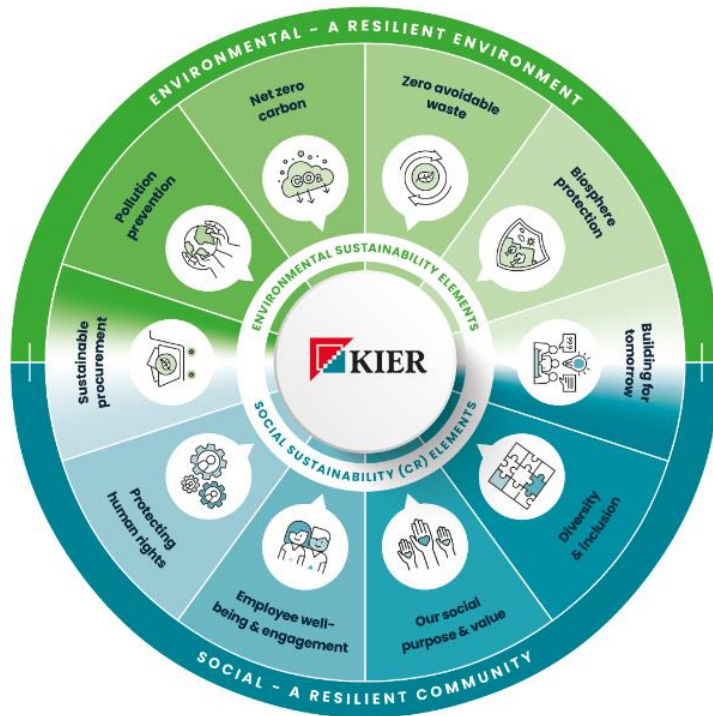 ENVIRONMENTAL – A RESILIENT ENVIRONMENT
Net zero
carbon
Zero avoidable
waste
Pollution
prevention
Biosphere
protection
CO₂
ENVIRONMENTAL SUSTAINABILITY ELEMENTS
Sustainable
procurement
KIER
Building for
tomorrow
SOCIAL SUSTAINABILITY (CR) ELEMENTS
Protecting
human rights
Diversity
& inclusion
Employee well-
being & engagement
Our social
purpose & value
SOCIAL – A RESILIENT COMMUNITY